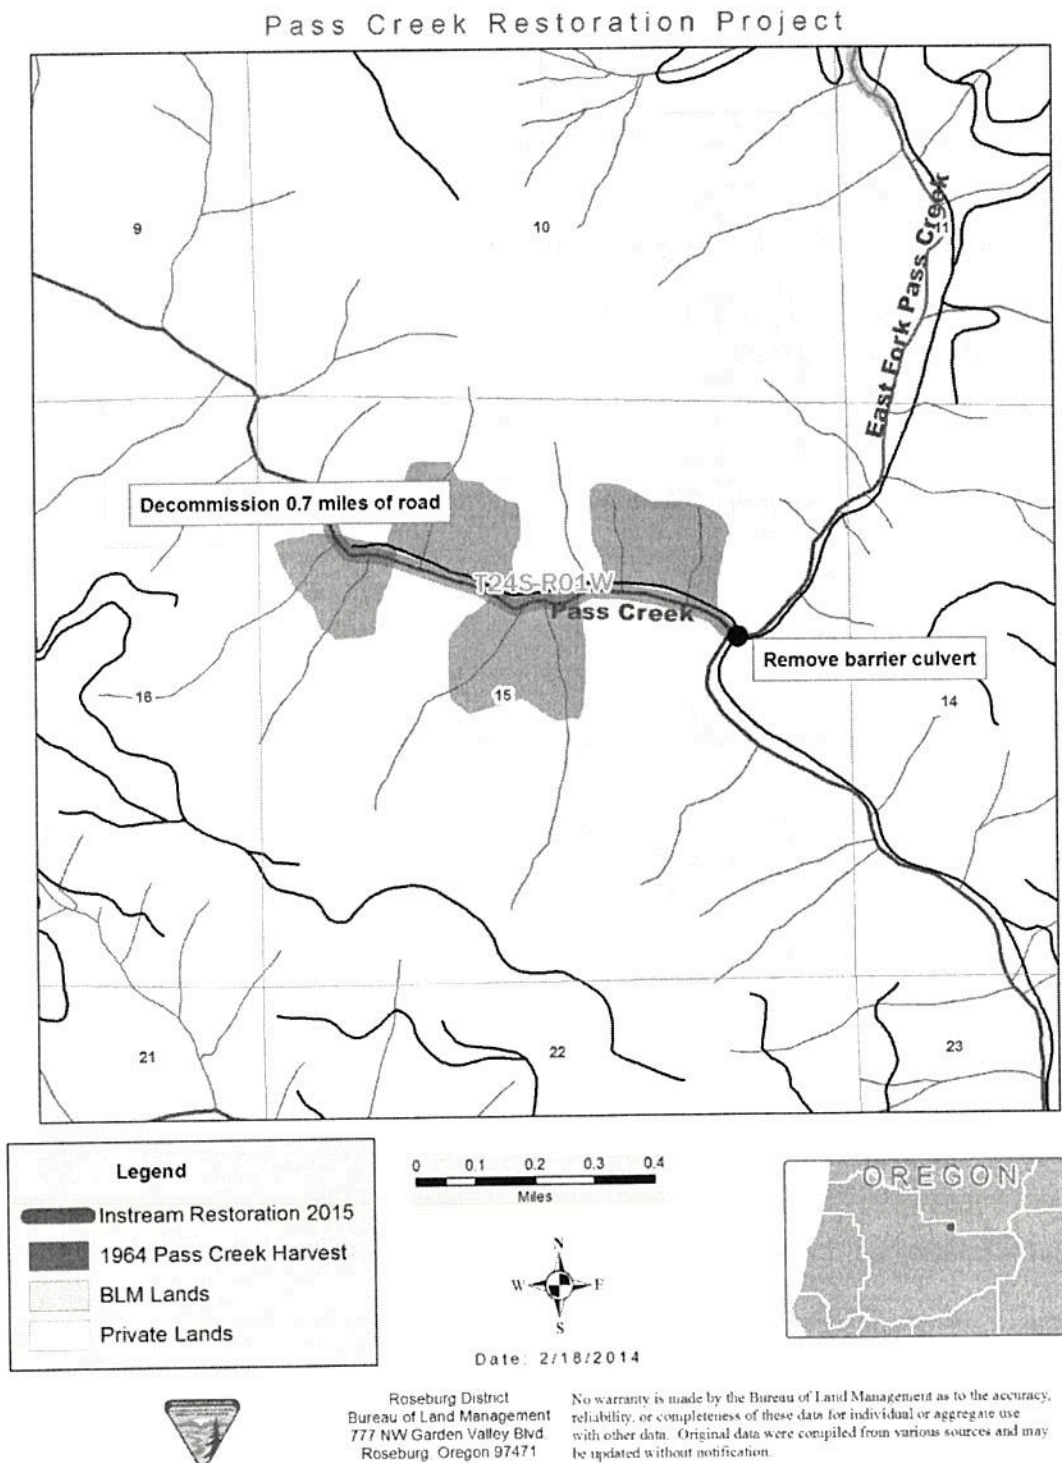 Pass Creek Restoration Project
9
10
11
East Fork Pass Creek
Decommission 0.7 miles of road
T24S-R01W
Pass Creek
Remove barrier culvert
16
15
14
21
22
23
Legend
Instream Restoration 2015
1964 Pass Creek Harvest
BLM Lands
Private Lands
0 0.1 0.2 0.3 0.4
Miles
N
W E
S
Date: 2/18/2014
OREGON
Roseburg District
Bureau of Land Management
777 NW Garden Valley Blvd.
Roseburg, Oregon 97471
No warranty is made by the Bureau of Land Management as to the accuracy,
reliability, or completeness of these data for individual or aggregate use
with other data. Original data were compiled from various sources and may
be updated without notification.